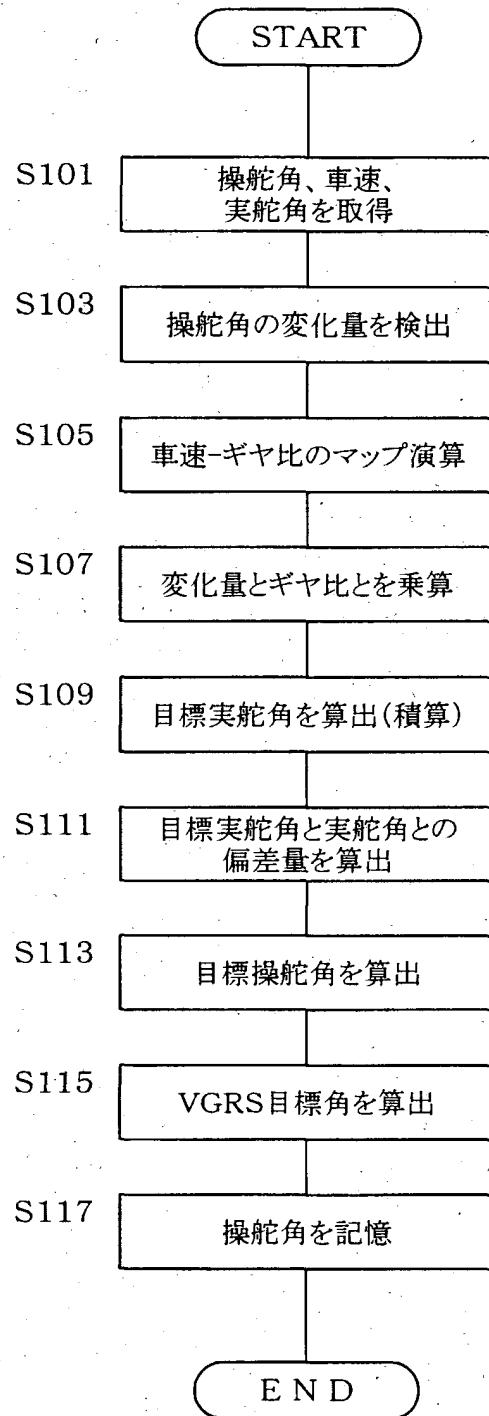 START
S101
操舵角、車速、
実舵角を取得
S103
操舵角の変化量を検出
S105
車速-ギヤ比のマップ演算
S107
変化量とギヤ比とを乗算
S109
目標実舵角を算出(積算)
S111
目標実舵角と実舵角との
偏差量を算出
S113
目標操舵角を算出
S115
VGRS目標角を算出
S117
操舵角を記憶
END